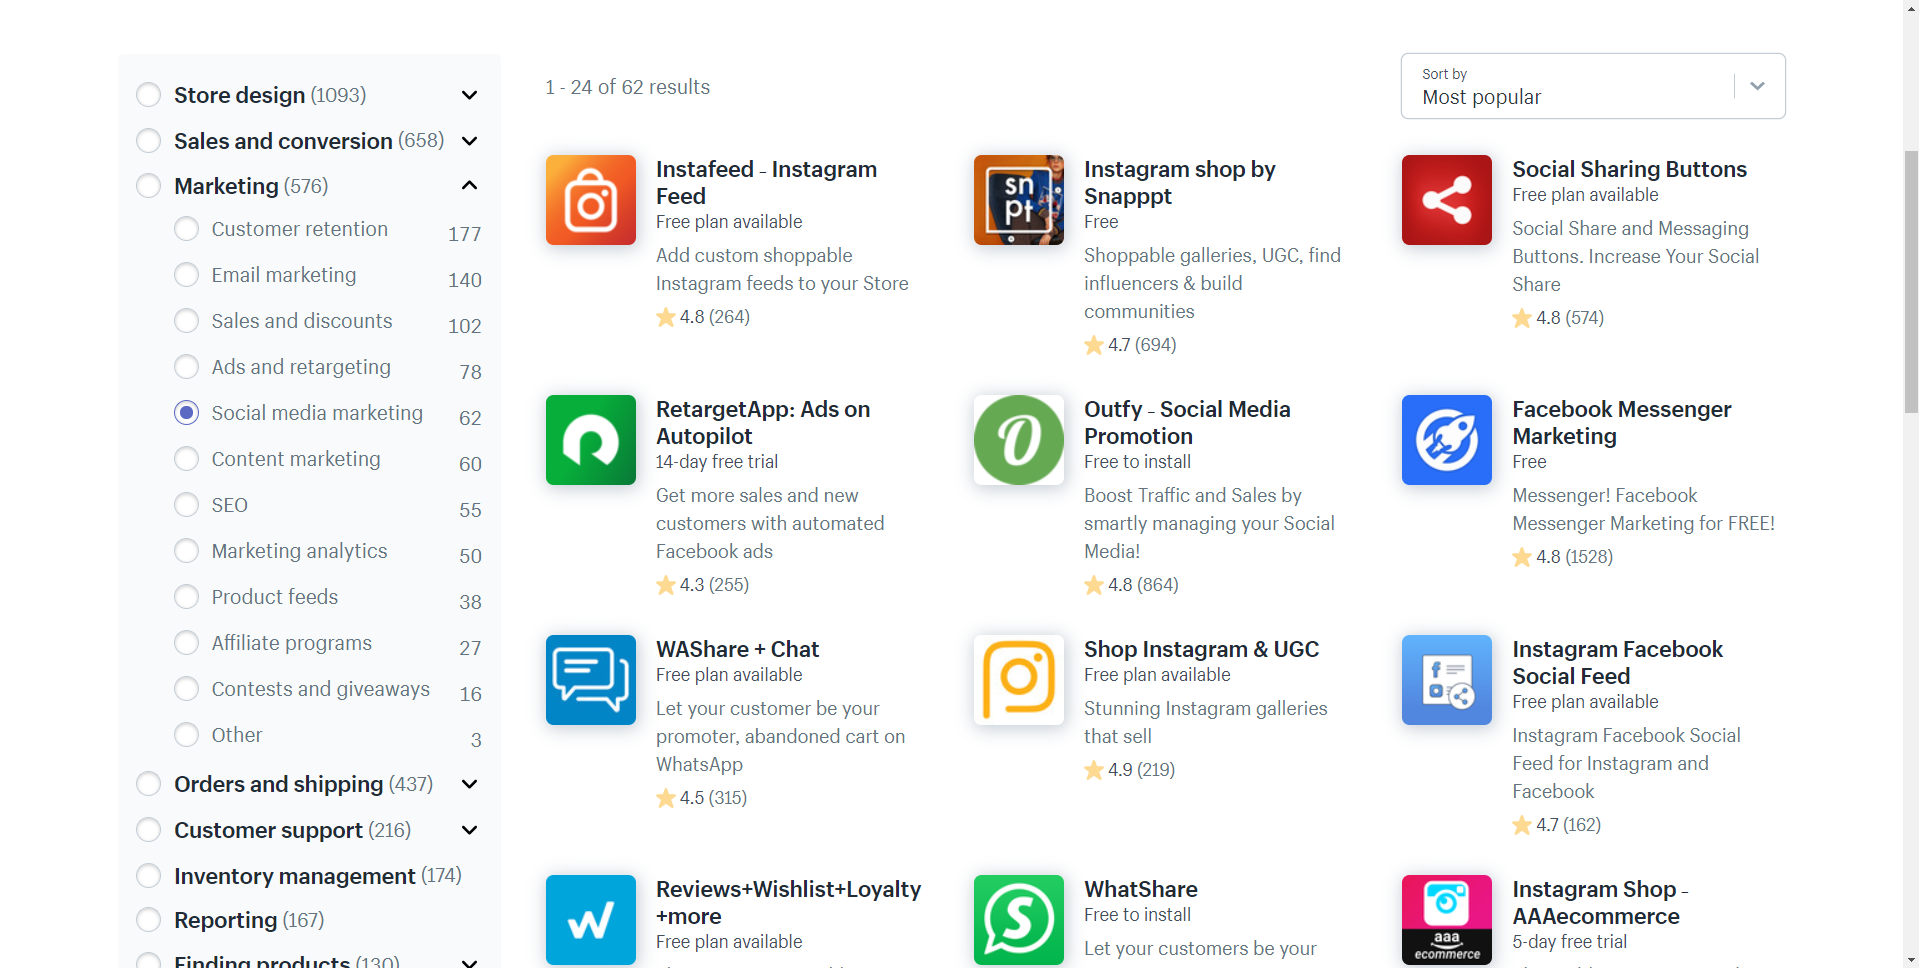 Store design (1093)
Sales and conversion (658)
Marketing (576)
Customer retention 177
Email marketing 140
Sales and discounts 102
Ads and retargeting 78
Social media marketing 62
Content marketing 60
SEO 55
Marketing analytics 50
Product feeds 38
Affiliate programs 27
Contests and giveaways 16
Other 3
Orders and shipping (437)
Customer support (216)
Inventory management (174)
Reporting (167)
Finding products (130)
1 - 24 of 62 results
Sort by
Most popular
Instafeed - Instagram
Feed
Free plan available
Add custom shoppable
Instagram feeds to your Store
4.8 (264)
sn
pt
Instagram shop by
Snapppt
Free
Shoppable galleries, UGC, find
influencers & build
communities
4.7 (694)
Social Sharing Buttons
Free plan available
Social Share and Messaging
Buttons. Increase Your Social
Share
4.8 (574)
RetargetApp: Ads on
Autopilot
14-day free trial
Get more sales and new
customers with automated
Facebook ads
4.3 (255)
O
Outfy - Social Media
Promotion
Free to install
Boost Traffic and Sales by
smartly managing your Social
Media!
4.8 (864)
Facebook Messenger
Marketing
Free
Messenger! Facebook
Messenger Marketing for FREE!
4.8 (1528)
WAShare + Chat
Free plan available
Let your customer be your
promoter, abandoned cart on
WhatsApp
4.5 (315)
Shop Instagram & UGC
Free plan available
Stunning Instagram galleries
that sell
4.9 (219)
f
Instagram Facebook
Social Feed
Free plan available
Instagram Facebook Social
Feed for Instagram and
Facebook
4.7 (162)
w
Reviews+Wishlist+Loyalty
+more
Free plan available
S
WhatShare
Free to install
Let your customers be your
aaa
ecommerce
Instagram Shop -
AAAecommerce
5-day free trial